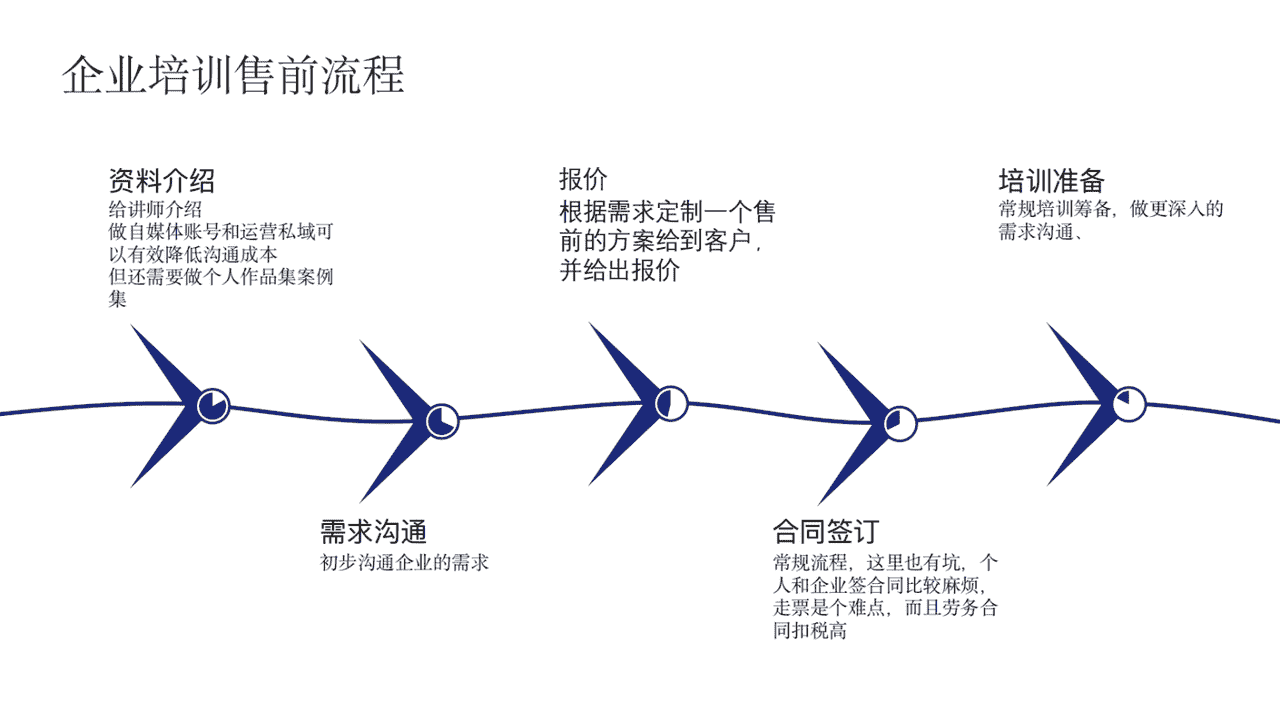 企业培训售前流程
资料介绍
给讲师介绍
做自媒体账号和运营私域可
以有效降低沟通成本
但还需要做个人作品集案例
集
需求沟通
初步沟通企业的需求
报价
根据需求定制一个售
前的方案给到客户，
并给出报价
合同签订
常规流程，这里也有坑，个
人和企业签合同比较麻烦，
走票是个难点，而且劳务合
同扣税高
培训准备
常规培训筹备，做更深入的
需求沟通、